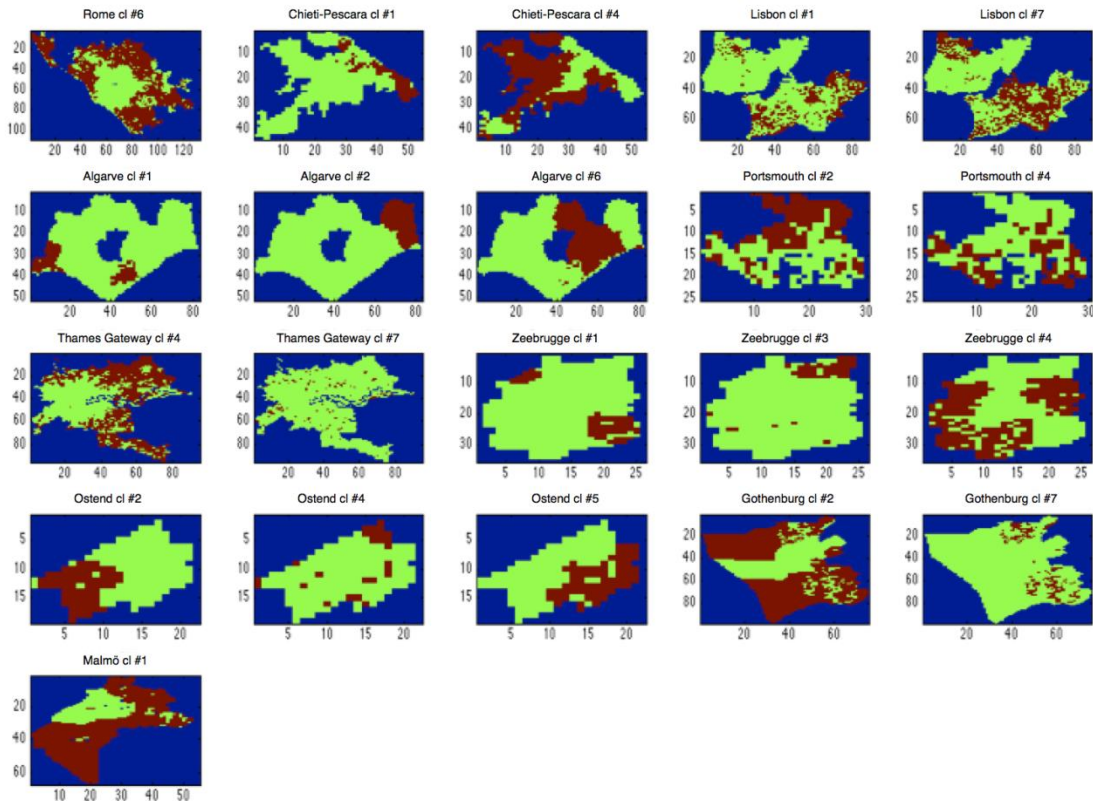 Rome cl #6
20
40
60
80
100
20 40 60 80 100 120
Chieti-Pescara cl #1
10
20
30
40
10 20 30 40 50
Chieti-Pescara cl #4
10
20
30
40
10 20 30 40 50
Lisbon cl #1
20
40
60
20 40 60 80
Lisbon cl #7
20
40
60
20 40 60 80
Algarve cl #1
10
20
30
40
50
20 40 60 80
Algarve cl #2
10
20
30
40
50
20 40 60 80
Algarve cl #6
10
20
30
40
50
20 40 60 80
Portsmouth cl #2
5
10
15
20
25
10 20 30
Portsmouth cl #4
5
10
15
20
25
10 20 30
Thames Gateway cl #4
20
40
60
80
20 40 60 80
Thames Gateway cl #7
20
40
60
80
20 40 60 80
Zeebrugge cl #1
10
20
30
5 10 15 20 25
Zeebrugge cl #3
10
20
30
5 10 15 20 25
Zeebrugge cl #4
10
20
30
5 10 15 20 25
Ostend cl #2
5
10
15
5 10 15 20
Ostend cl #4
5
10
15
5 10 15 20
Ostend cl #5
5
10
15
5 10 15 20
Gothenburg cl #2
20
40
60
80
20 40 60
Gothenburg cl #7
20
40
60
80
20 40 60
Malmö cl #1
20
40
60
10 20 30 40 50